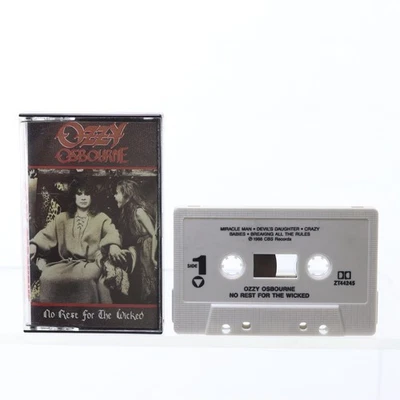 OZZY
OSBOURNE
No Rest for The Wicked
MIRACLE MAN • DEVIL'S DAUGHTER • CRAZY
BABIES • BREAKING ALL THE RULES
℗ 1988 CBS Records
SIDE 1
ZT44245
OZZY OSBOURNE
NO REST FOR THE WICKED